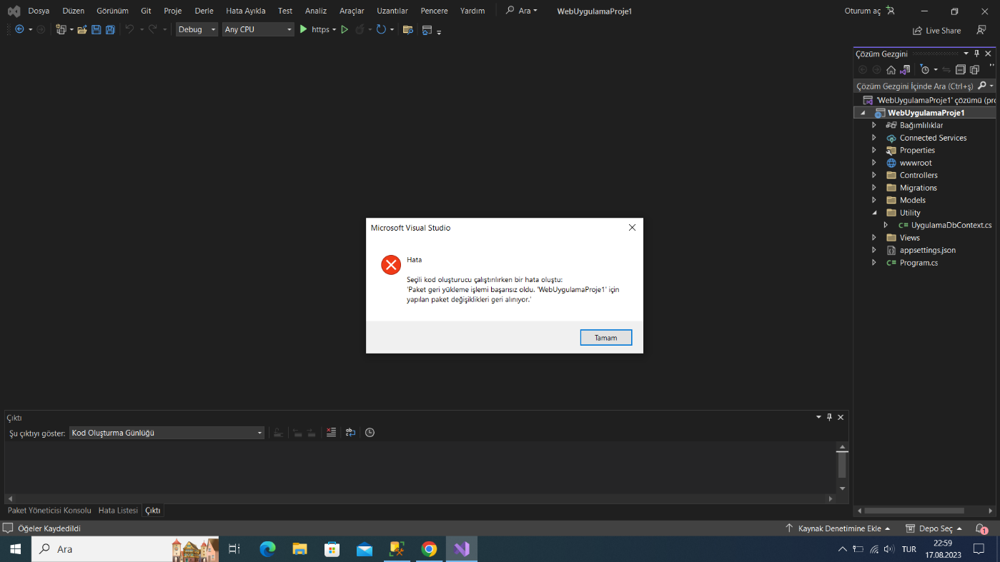 Dosya Düzen Görünüm Git Proje Derle Hata Ayıkla Test Analiz Araçlar Uzantılar Pencere Yardım Ara WebUygulamaProje1 Oturum aç
Debug Any CPU https Live Share
Çözüm Gezgini
Çözüm Gezgini İçinde Ara (Ctrl+ş)
'WebUygulamaProje1' çözümü (pro
WebUygulamaProje1
Bağımlılıklar
Connected Services
Properties
wwwroot
Controllers
Migrations
Models
Utility
C# UygulamaDbContext.cs
Views
appsettings.json
C# Program.cs
Microsoft Visual Studio
Hata
Seçili kod oluşturucu çalıştırılırken bir hata oluştu:
'Paket geri yükleme işlemi başarısız oldu. 'WebUygulamaProje1' için
yapılan paket değişiklikleri geri alınıyor.'
Tamam
Çıktı
Şu çıktıyı göster: Kod Oluşturma Günlüğü
Paket Yöneticisi Konsolu Hata Listesi Çıktı
Öğeler Kaydedildi Kaynak Denetimine Ekle Depo Seç 1
Ara TUR 22:59
17.08.2023